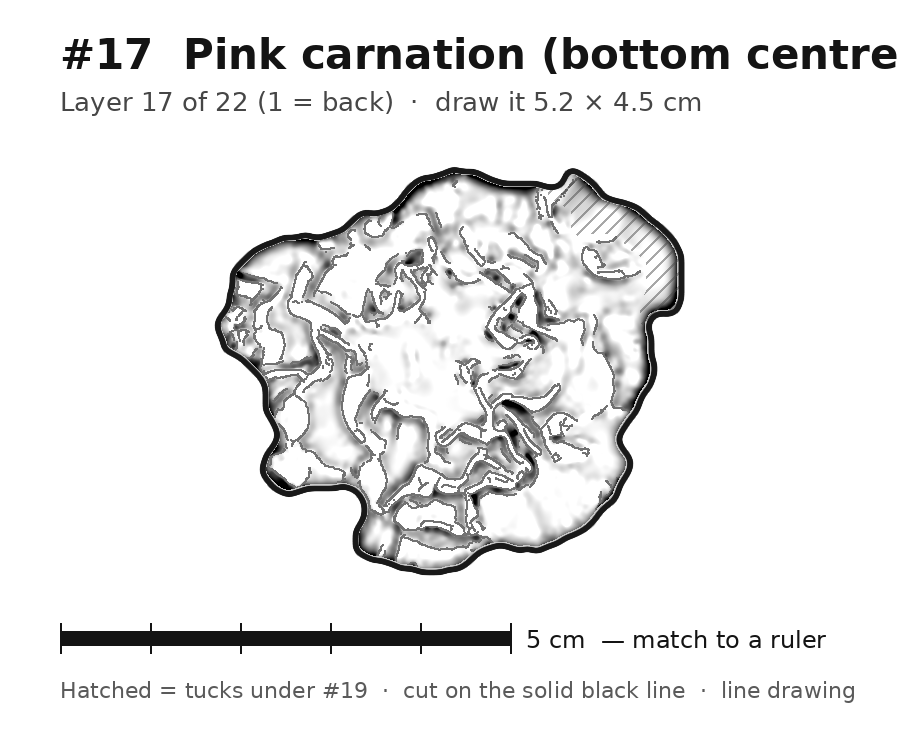 #17 Pink carnation (bottom centre
Layer 17 of 22 (1 = back) · draw it 5.2 × 4.5 cm
5 cm — match to a ruler
Hatched = tucks under #19 · cut on the solid black line · line drawing